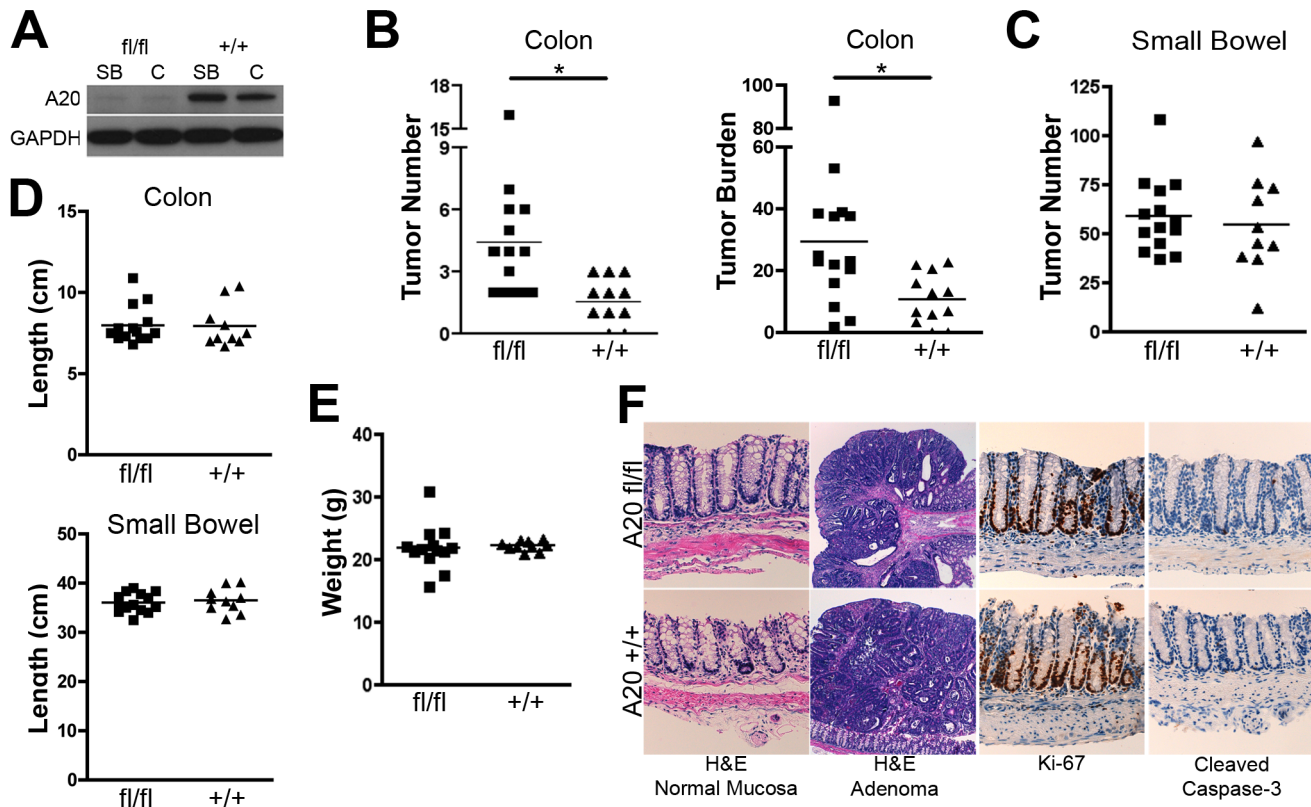 A
fl/fl +/+
SB C SB C
A20
GAPDH
B
Colon
*
Tumor Number
18
15
9
6
3
0
fl/fl +/+
Colon
*
Tumor Burden
100
80
60
40
20
0
fl/fl +/+
C
Small Bowel
Tumor Number
125
100
75
50
25
0
fl/fl +/+
D
Colon
Length (cm)
15
10
5
0
fl/fl +/+
Small Bowel
Length (cm)
50
40
30
20
10
0
fl/fl +/+
E
Weight (g)
40
30
20
10
0
fl/fl +/+
F
A20 fl/fl
A20 +/+
H&E
Normal Mucosa
H&E
Adenoma
Ki-67
Cleaved
Caspase-3